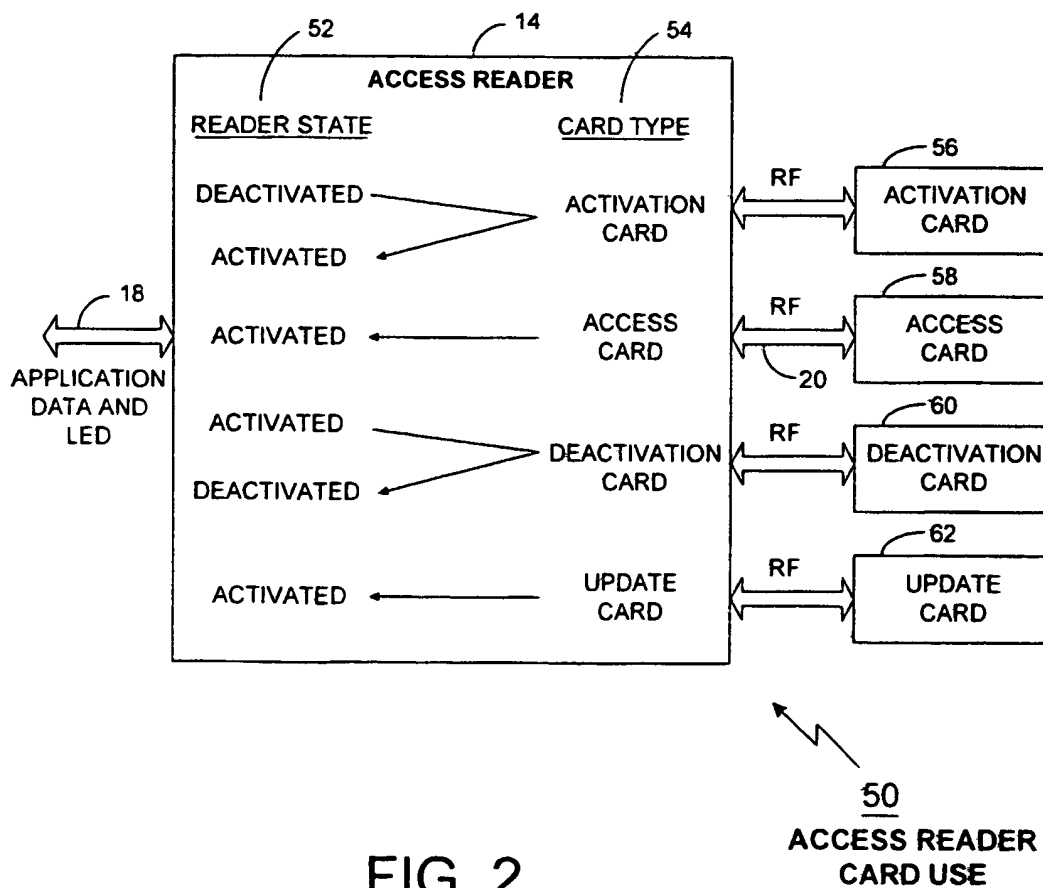 52
14
54
ACCESS READER
READER STATE
CARD TYPE
56
RF
ACTIVATION
CARD
DEACTIVATED
ACTIVATED
ACTIVATION
CARD
18
58
RF
ACCESS
CARD
ACTIVATED
ACCESS
CARD
20
APPLICATION
DATA AND
LED
60
RF
DEACTIVATION
CARD
ACTIVATED
DEACTIVATED
DEACTIVATION
CARD
62
RF
UPDATE
CARD
ACTIVATED
UPDATE
CARD
50
ACCESS READER
CARD USE
FIG. 2